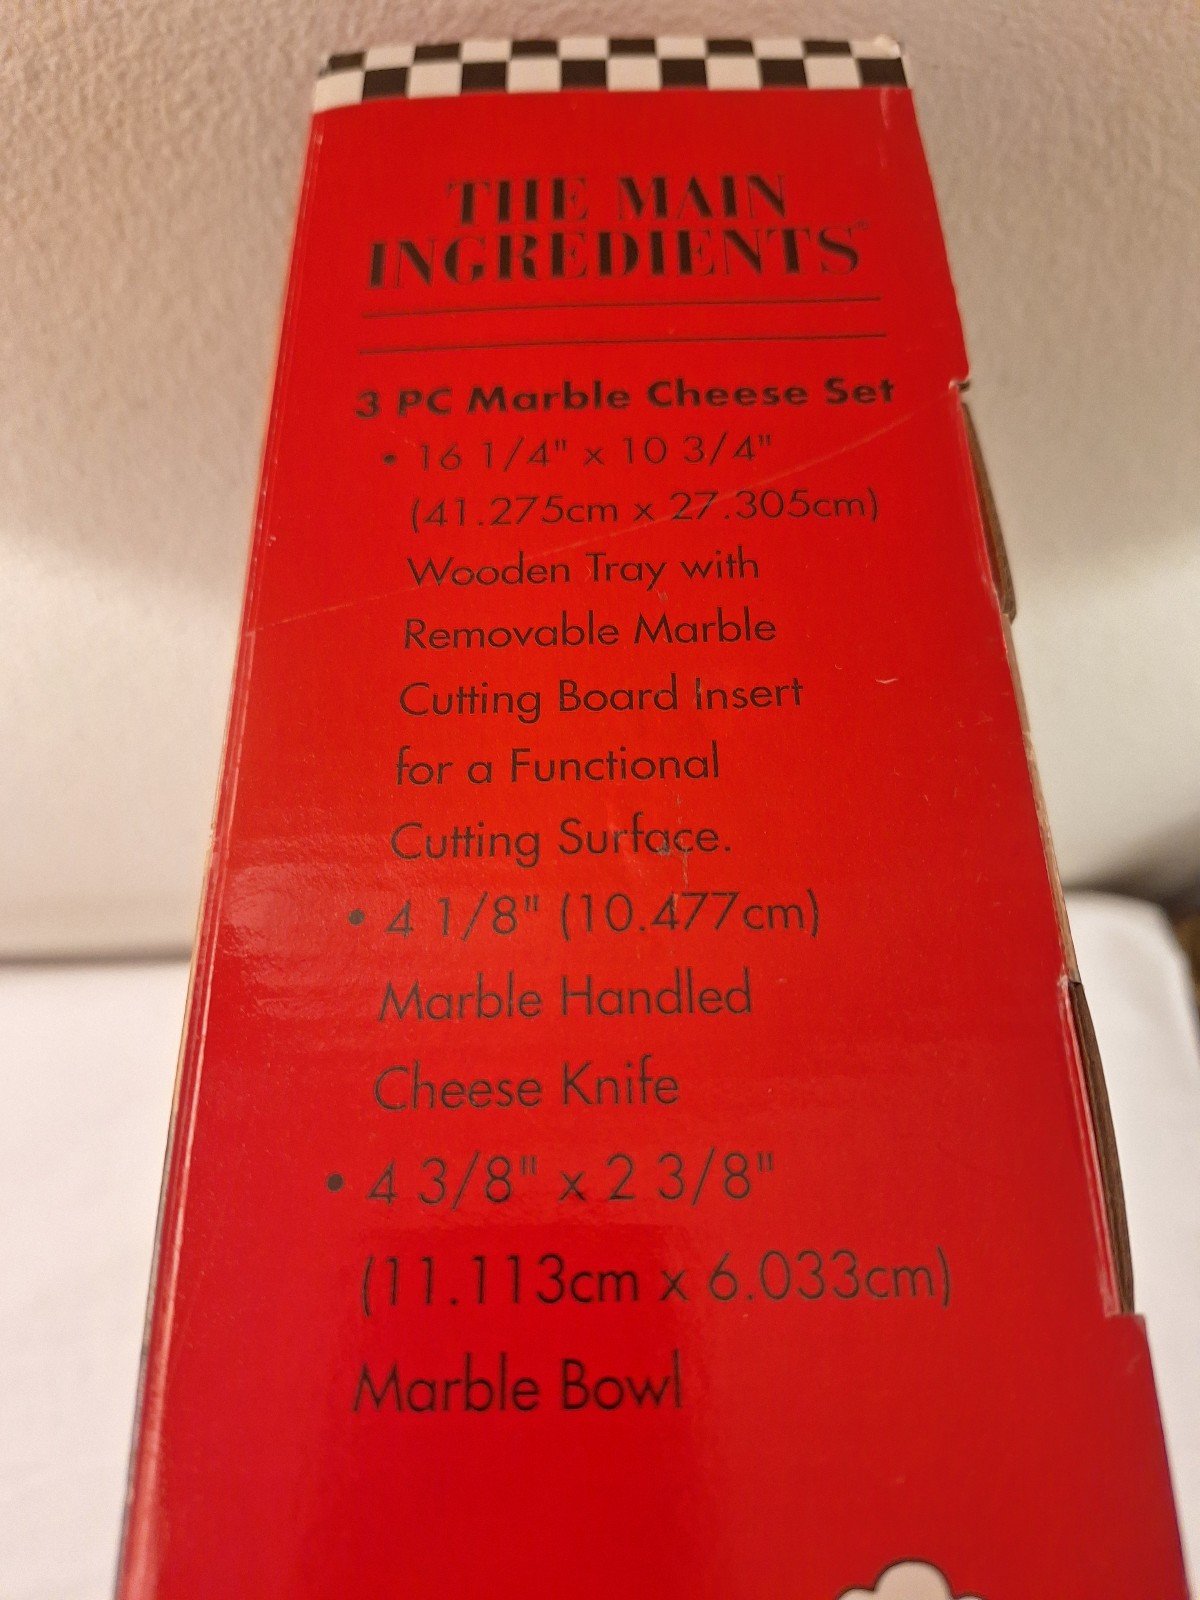 THE MAIN
INGREDIENTS®
3 PC Marble Cheese Set
• 16 1/4" x 10 3/4"
(41.275cm x 27.305cm)
Wooden Tray with
Removable Marble
Cutting Board Insert
for a Functional
Cutting Surface.
• 4 1/8" (10.477cm)
Marble Handled
Cheese Knife
• 4 3/8" x 2 3/8"
(11.113cm x 6.033cm)
Marble Bowl